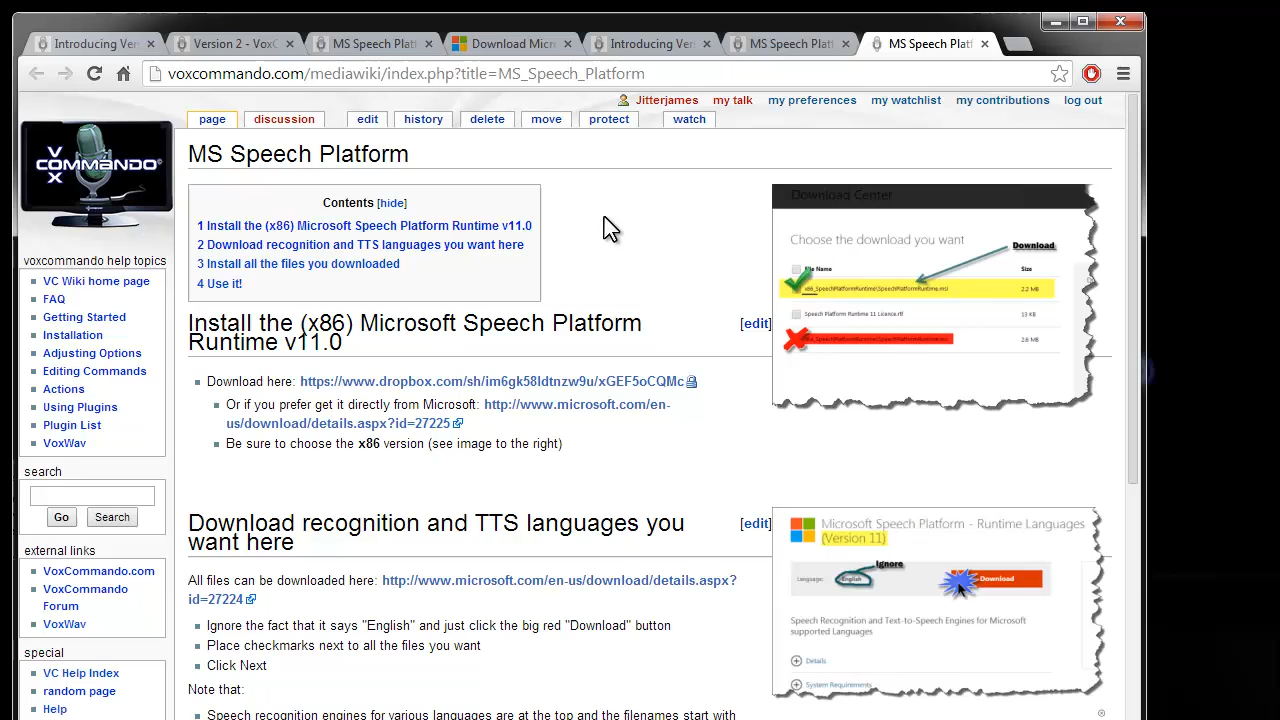 Introducing Ver
Version 2 - VoxC
MS Speech Platf
Download Micr
Introducing Ver
MS Speech Platf
MS Speech Platf
voxcommando.com/mediawiki/index.php?title=MS_Speech_Platform
Jitterjames my talk my preferences my watchlist my contributions log out
page discussion edit history delete move protect watch
VOX COMMANDO
MS Speech Platform
Contents [hide]
1 Install the (x86) Microsoft Speech Platform Runtime v11.0
2 Download recognition and TTS languages you want here
3 Install all the files you downloaded
4 Use it!
Download Center
Choose the download you want
Download
File Name Size
x86_SpeechPlatformRuntime\SpeechPlatformRuntime.msi 2.2 MB
Speech Platform Runtime 11 Licence.rtf 13 KB
2.6 MB
voxcommando help topics
VC Wiki home page
FAQ
Getting Started
Installation
Adjusting Options
Editing Commands
Actions
Using Plugins
Plugin List
VoxWav
search
Go Search
external links
VoxCommando.com
VoxCommando
Forum
VoxWav
special
VC Help Index
random page
Help
Install the (x86) Microsoft Speech Platform [edit]
Runtime v11.0
Download here: https://www.dropbox.com/sh/im6gk58ldtnzw9u/xGEF5oCQMc
Or if you prefer get it directly from Microsoft: http://www.microsoft.com/en-
us/download/details.aspx?id=27225
Be sure to choose the x86 version (see image to the right)
Download recognition and TTS languages you [edit]
want here
All files can be downloaded here: http://www.microsoft.com/en-us/download/details.aspx?
id=27224
Ignore the fact that it says "English" and just click the big red "Download" button
Place checkmarks next to all the files you want
Click Next
Note that:
Speech recognition engines for various languages are at the top and the filenames start with
Microsoft Speech Platform - Runtime Languages
(Version 11)
Ignore
Language: English Download
Speech Recognition and Text-to-Speech Engines for Microsoft
supported Languages
Details
System Requirements